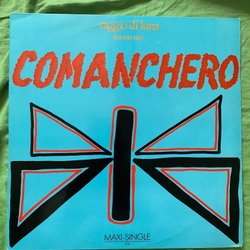 raggio di luna
(moon ray)
COMANCHERO
MAXI-SINGLE